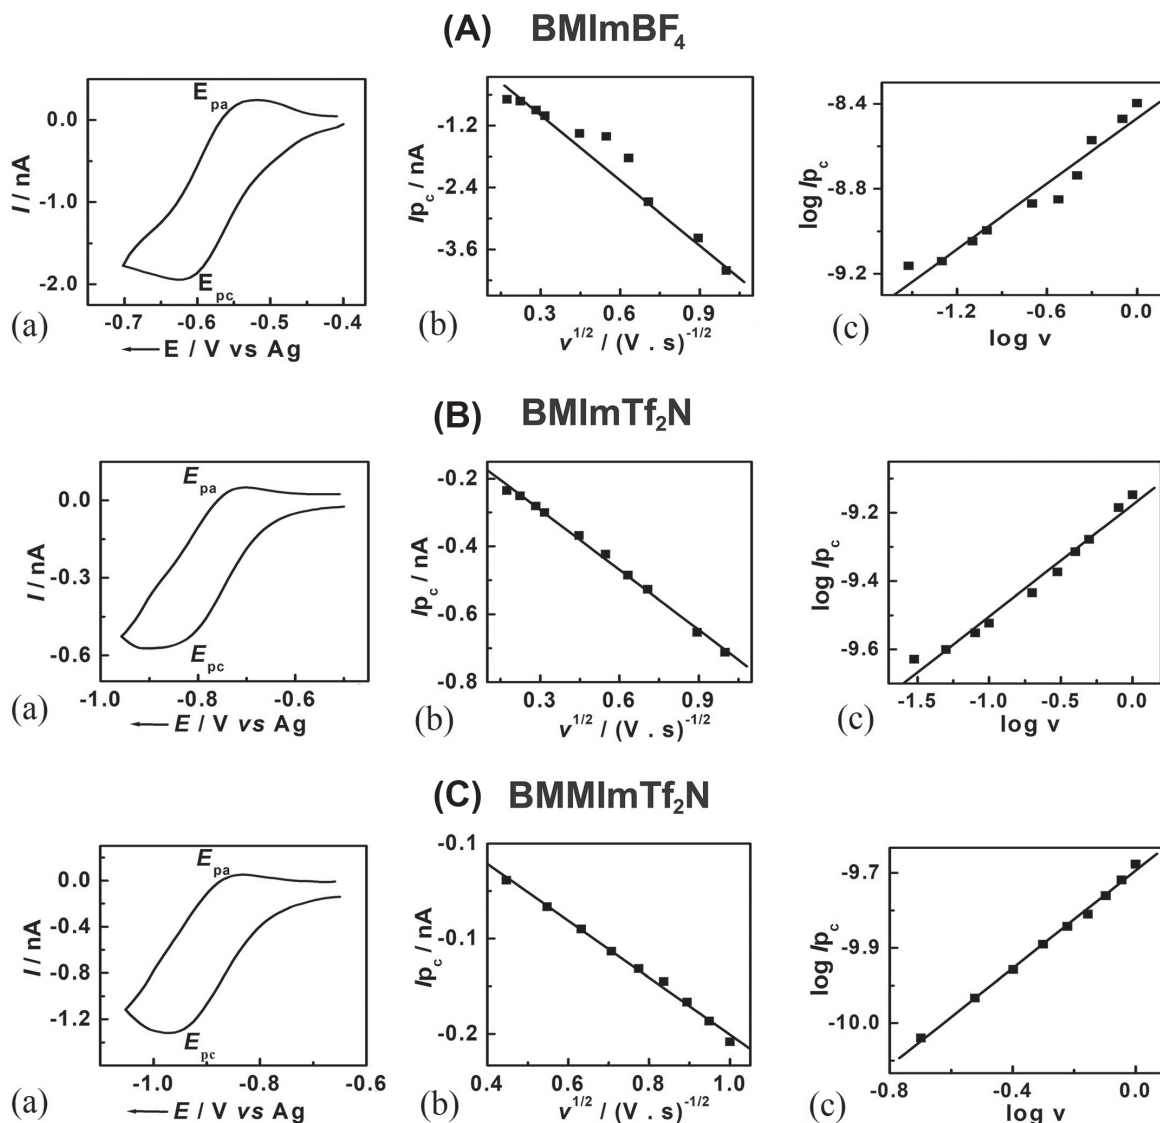 (A) BMImBF₄
E_pa
0.0
-1.0
-2.0
I / nA
E_pc
-0.7 -0.6 -0.5 -0.4
E / V vs Ag
(a)
-1.2
-2.4
-3.6
Ip_c / nA
0.3 0.6 0.9
v^1/2 / (V . s)^-1/2
(b)
-8.4
-8.8
-9.2
log Ip_c
-1.2 -0.6 0.0
log v
(c)
(B) BMImTf₂N
E_pa
0.0
-0.3
-0.6
I / nA
E_pc
-1.0 -0.8 -0.6
E / V vs Ag
(a)
-0.2
-0.4
-0.6
-0.8
Ip_c / nA
0.3 0.6 0.9
v^1/2 / (V . s)^-1/2
(b)
-9.2
-9.4
-9.6
log Ip_c
-1.5 -1.0 -0.5 0.0
log v
(c)
(C) BMMImTf₂N
E_pa
0.0
-0.4
-0.8
-1.2
I / nA
E_pc
-1.0 -0.8 -0.6
E / V vs Ag
(a)
-0.1
-0.1
-0.2
Ip_c / nA
0.4 0.6 0.8 1.0
v^1/2 / (V . s)^-1/2
(b)
-9.7
-9.9
-10.0
log Ip_c
-0.8 -0.4 0.0
log v
(c)